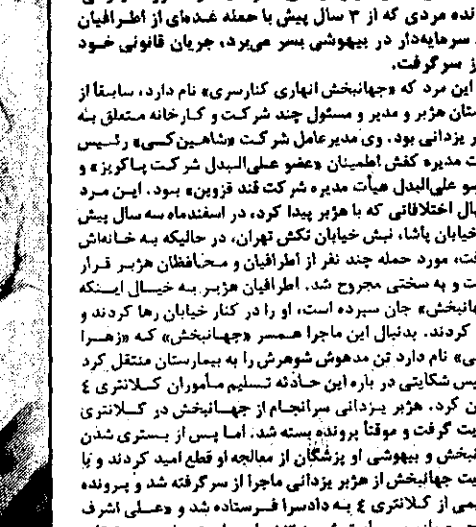 نده مردی که از ۳ سال پیش با حمله عده‌ای از اطرافیان
سرمایه‌دار در بیهوشی بسر میبرد، جریان قانونی خود
از سر گرفت.
این مرد که «جهانبخش انهاری کنارسری» نام دارد، سابقاً از
ستان هژبر و مدیر و مسئول چند شرکت و کارخانه متعلق به
ر یزدانی بود. وی مدیرعامل شرکت «شاهین‌کسی» رئیس
ت مدیره کفش اطمینان «عضو علی‌البدل شرکت پاکریز» و
و علی‌البدل هیأت مدیره شرکت قند قزوین» بود. این مرد
ال اختلافاتی که با هژبر پیدا کرد، در اسفندماه سه سال پیش
خیابان پاشا، نبش خیابان تکش تهران، در حالیکه به خانه‌اش
فت، مورد حمله چند نفر از اطرافیان و محافظان هژبر قرار
ت و به سختی مجروح شد. اطرافیان هژبر به خیال اینکه
هانبخش» جان سپرده است، او را در کنار خیابان رها کردند و
کردند. بدنبال این ماجرا همسر «جهانبخش» که «زهرا
ی» نام دارد تن مدهوش شوهرش را به بیمارستان منتقل کرد
پس شکایتی در باره این حادثه تسلیم مأموران کلانتری ٤
ن کرد. هژبر یزدانی سرانجام از جهانبخش در کلانتری
یت گرفت و موقتاً پرونده بسته شد. اما پس از بستری شدن
نبخش و بیهوشی او پزشگان از معالجه او قطع امید کردند و با
یت جهانبخش از هژبر یزدانی ماجرا از سر گرفته شد و پرونده
می از کلانتری ٤ به دادسرا فرستاده شد و «علی اشرف